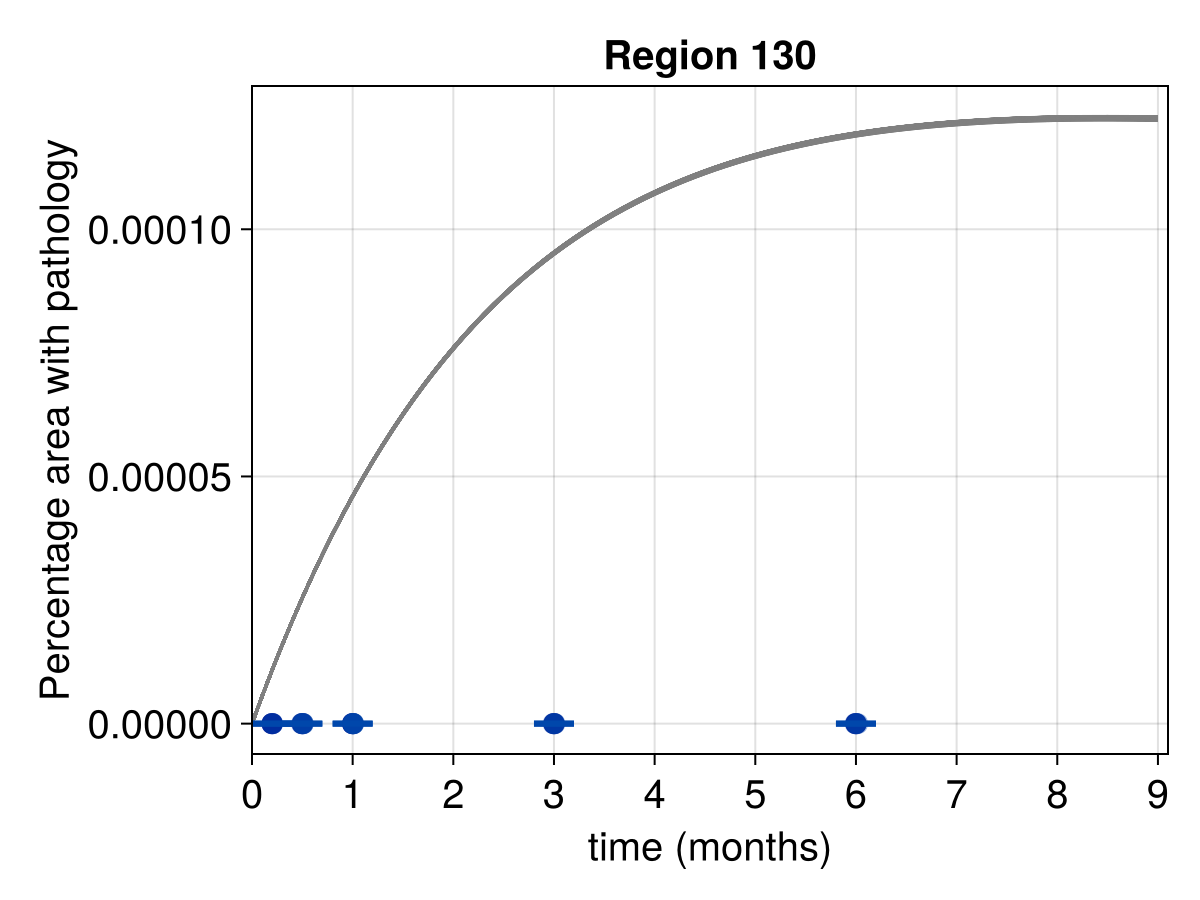 Region 130
Percentage area with pathology
0.00010
0.00005
0.00000
0 1 2 3 4 5 6 7 8 9
time (months)